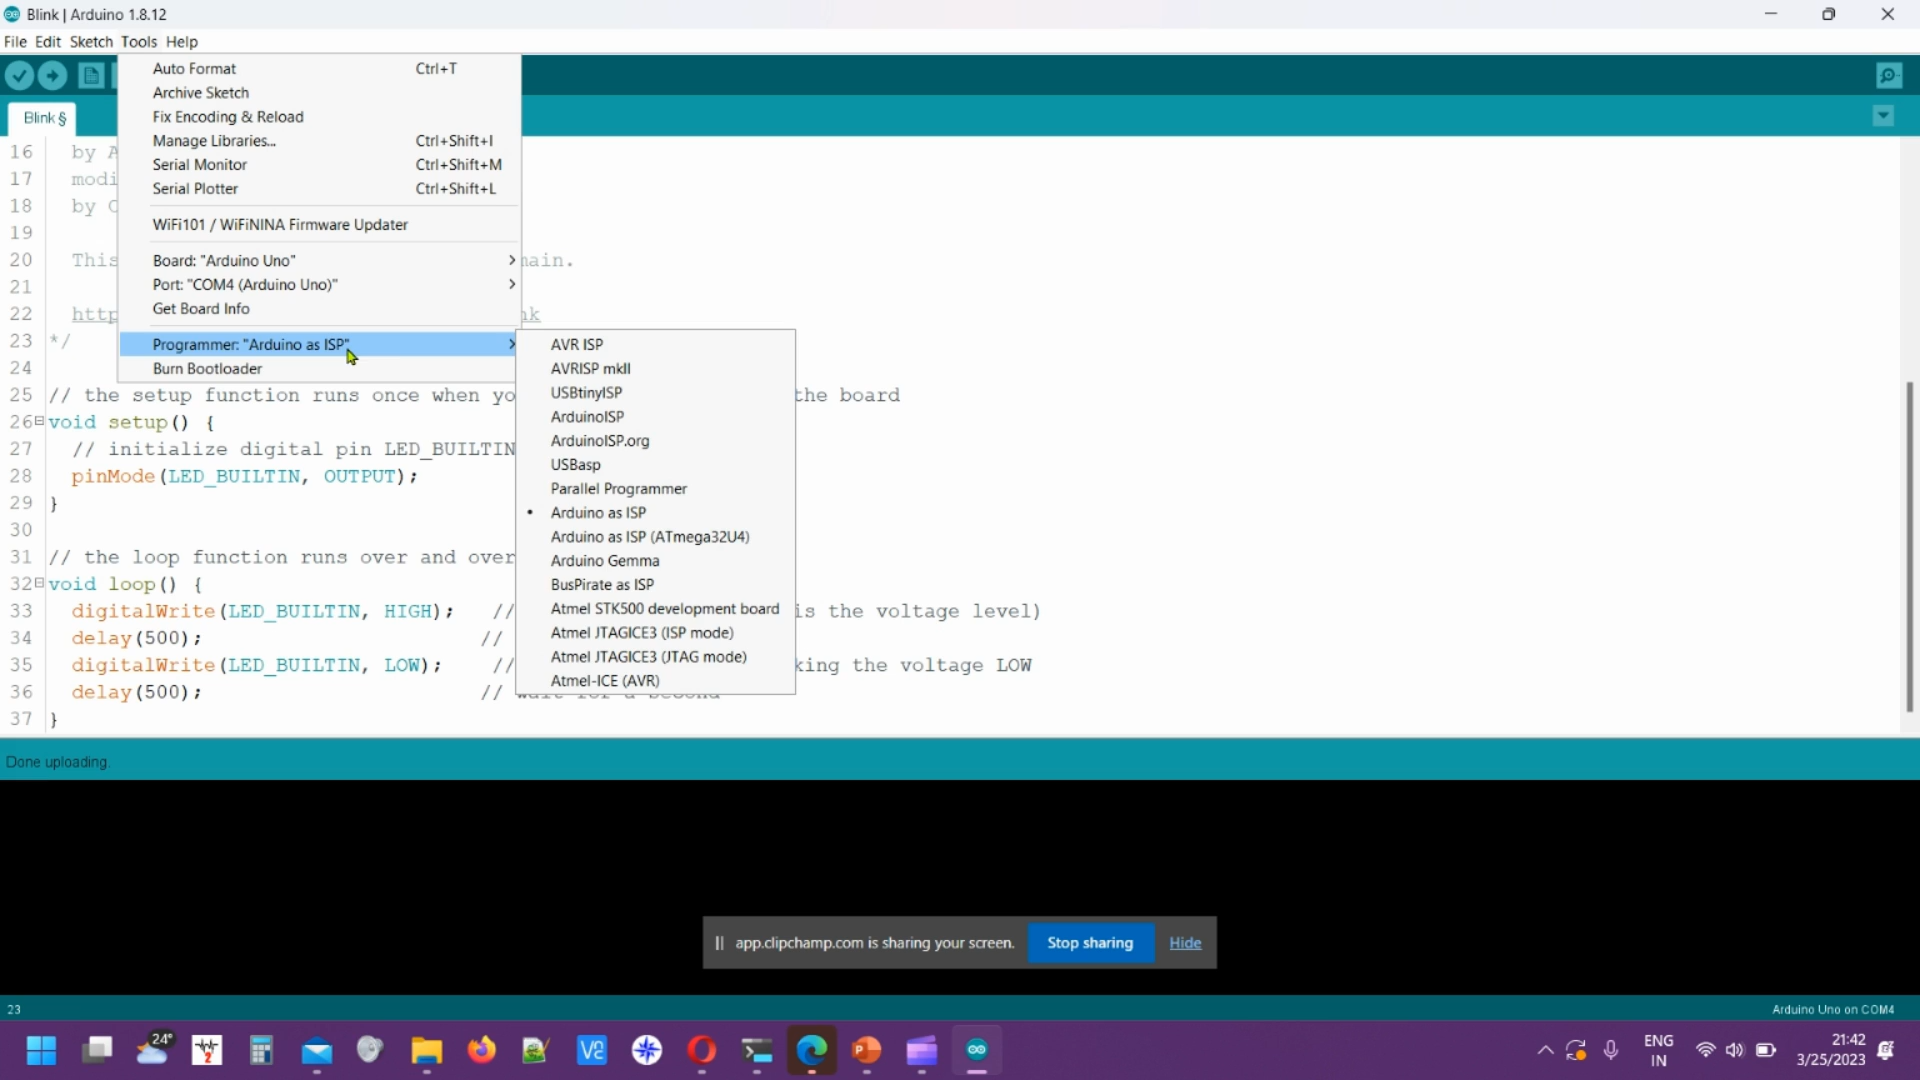 Blink | Arduino 1.8.12
File Edit Sketch Tools Help
Auto Format Ctrl+T
Archive Sketch
Fix Encoding & Reload
Manage Libraries... Ctrl+Shift+I
Serial Monitor Ctrl+Shift+M
Serial Plotter Ctrl+Shift+L
WiFi101 / WiFiNINA Firmware Updater
Board: "Arduino Uno"
Port: "COM4 (Arduino Uno)"
Get Board Info
Programmer: "Arduino as ISP"
Burn Bootloader
AVR ISP
AVRISP mkII
USBtinyISP
ArduinoISP
ArduinoISP.org
USBasp
Parallel Programmer
• Arduino as ISP
Arduino as ISP (ATmega32U4)
Arduino Gemma
BusPirate as ISP
Atmel STK500 development board
Atmel JTAGICE3 (ISP mode)
Atmel JTAGICE3 (JTAG mode)
Atmel-ICE (AVR)
Blink §
16 by A
17 modi
18 by
19
20 This main.
21
22 http nk
23 */
24
25 // the setup function runs once when yo the board
26 void setup() {
27 // initialize digital pin LED_BUILTIN
28 pinMode(LED_BUILTIN, OUTPUT);
29 }
30
31 // the loop function runs over and over
32 void loop() {
33 digitalWrite(LED_BUILTIN, HIGH); // is the voltage level)
34 delay(500); //
35 digitalWrite(LED_BUILTIN, LOW); // king the voltage LOW
36 delay(500); // wait for a second
37 }
Done uploading.
app.clipchamp.com is sharing your screen. Stop sharing Hide
23 Arduino Uno on COM4
24°
ENG
IN
21:42
3/25/2023